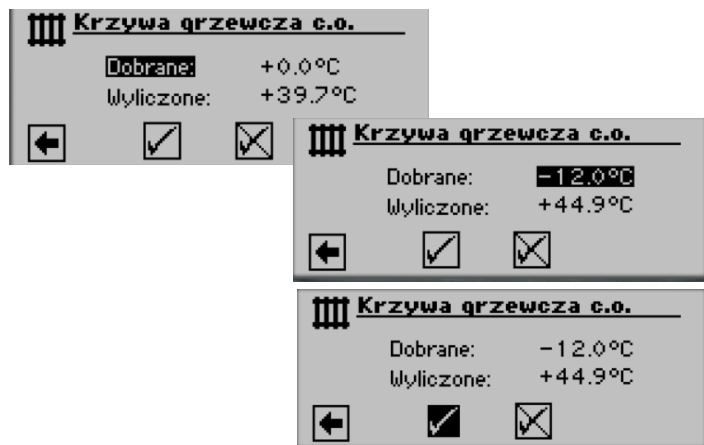 Krzywa grzewcza c.o.
Dobrane: +0.0°C
Wyliczone: +39.7°C
Krzywa grzewcza c.o.
Dobrane: -12.0°C
Wyliczone: +44.9°C
Krzywa grzewcza c.o.
Dobrane: -12.0°C
Wyliczone: +44.9°C